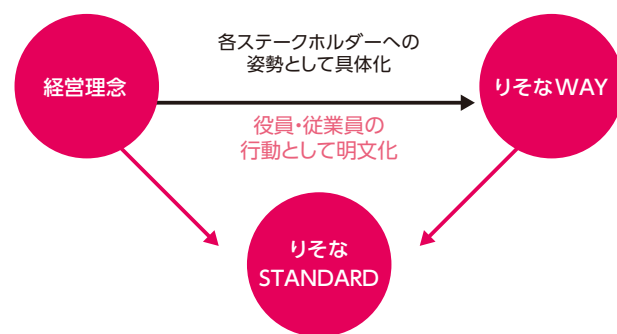 各ステークホルダーへの
姿勢として具体化
経営理念
りそなWAY
役員・従業員の
行動として明文化
りそな
STANDARD